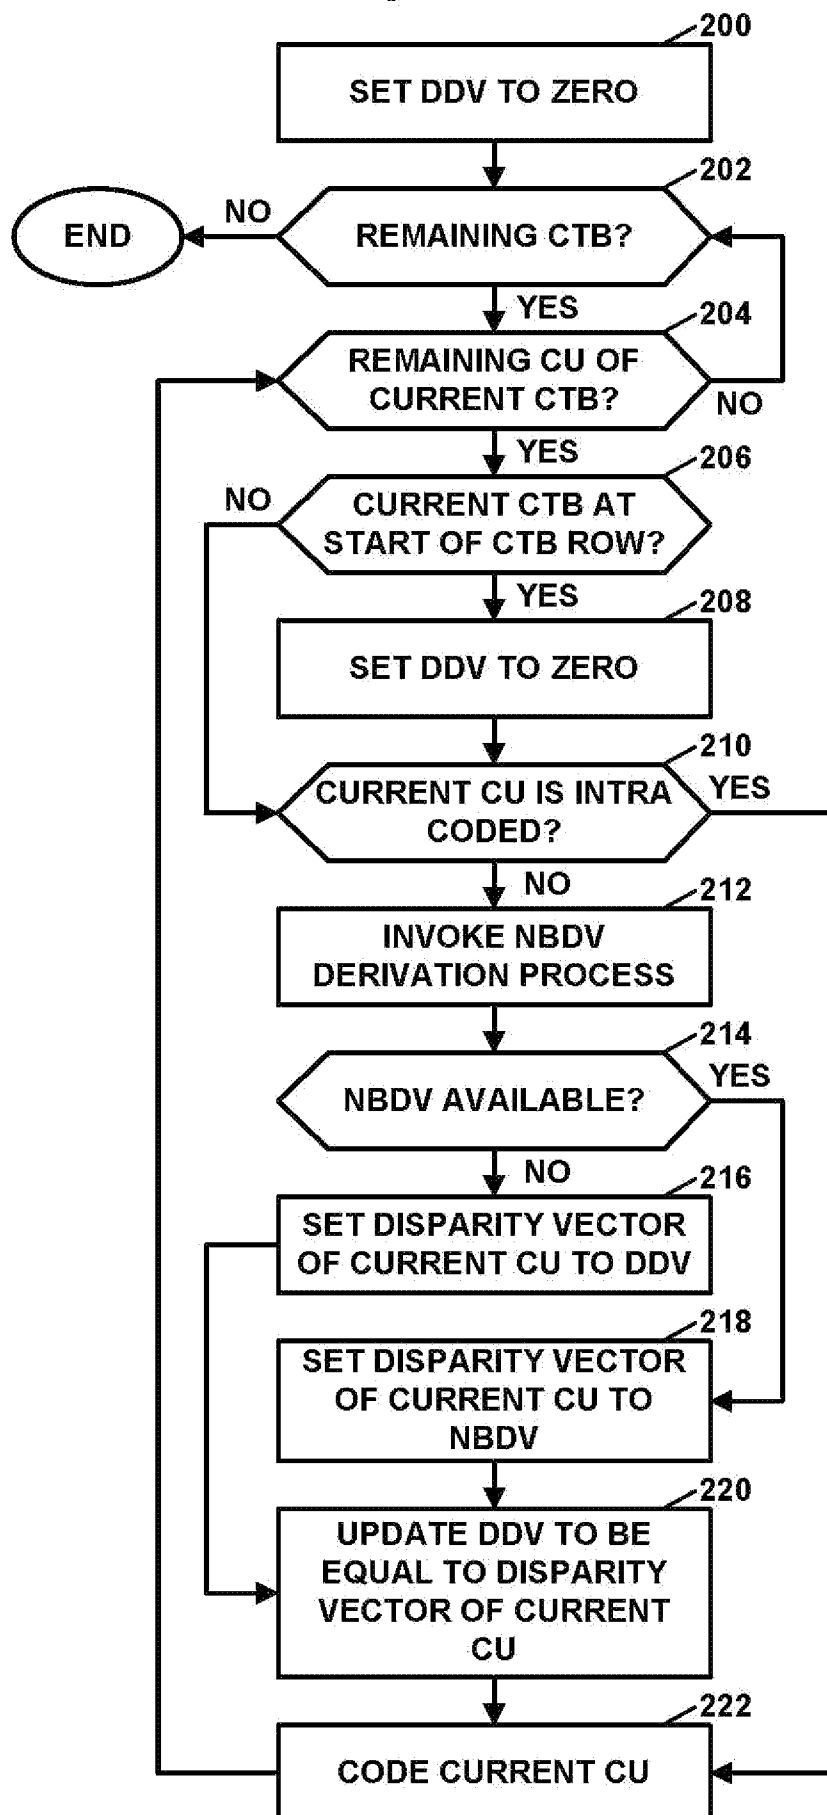 200
SET DDV TO ZERO
202
REMAINING CTB?
NO
END
YES
204
REMAINING CU OF
CURRENT CTB?
NO
YES
206
CURRENT CTB AT
START OF CTB ROW?
NO
YES
208
SET DDV TO ZERO
210
CURRENT CU IS INTRA
CODED?
YES
NO
212
INVOKE NBDV
DERIVATION PROCESS
214
NBDV AVAILABLE?
YES
NO
216
SET DISPARITY VECTOR
OF CURRENT CU TO DDV
218
SET DISPARITY VECTOR
OF CURRENT CU TO
NBDV
220
UPDATE DDV TO BE
EQUAL TO DISPARITY
VECTOR OF CURRENT
CU
222
CODE CURRENT CU